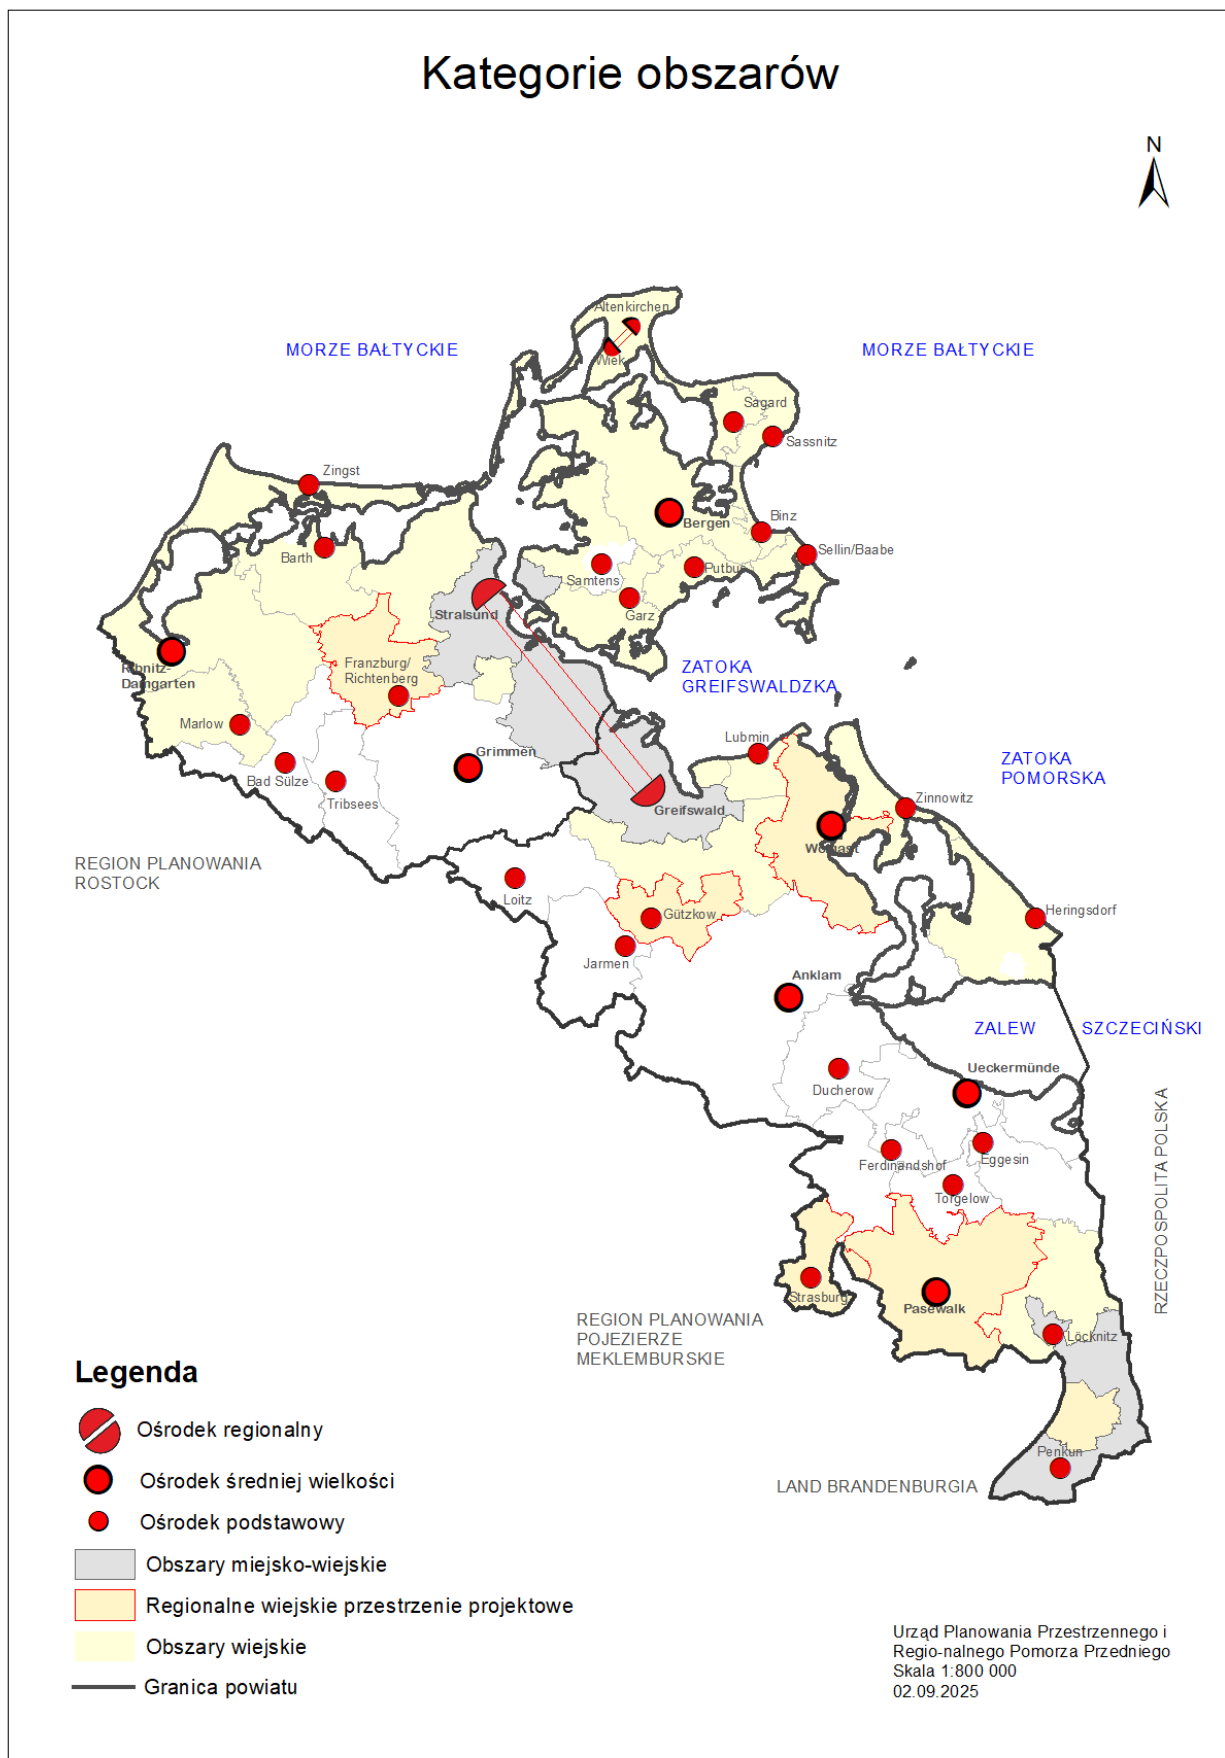 Kategorie obszarów
N
Altenkirchen
MORZE BAŁTYCKIE
MORZE BAŁTYCKIE
Wiek
Sagard
Sassnitz
Zingst
Binz
Bergen
Barth
Sellin/Baabe
Samtens
Putbus
Stralsund
Garz
Franzburg/
Richtenberg
Ribnitz-
Damgarten
ZATOKA
GREIFSWALDZKA
Marlow
Lubmin
Grimmen
ZATOKA
POMORSKA
Bad Sülze
Tribsees
Zinnowitz
Greifswald
Wolgast
REGION PLANOWANIA
ROSTOCK
Loitz
Gützkow
Heringsdorf
Jarmen
Anklam
ZALEW
SZCZECIŃSKI
Ueckermünde
Ducherow
RZECZPOSPOLITA POLSKA
Ferdinandshof
Eggesin
Torgelow
Strasburg
Pasewalk
REGION PLANOWANIA
POJEZIERZE
MEKLEMBURSKIE
Löcknitz
Penkun
LAND BRANDENBURGIA
Legenda
Ośrodek regionalny
Ośrodek średniej wielkości
Ośrodek podstawowy
Obszary miejsko-wiejskie
Regionalne wiejskie przestrzenie projektowe
Obszary wiejskie
Granica powiatu
Urząd Planowania Przestrzennego i
Regio-nalnego Pomorza Przedniego
Skala 1:800 000
02.09.2025